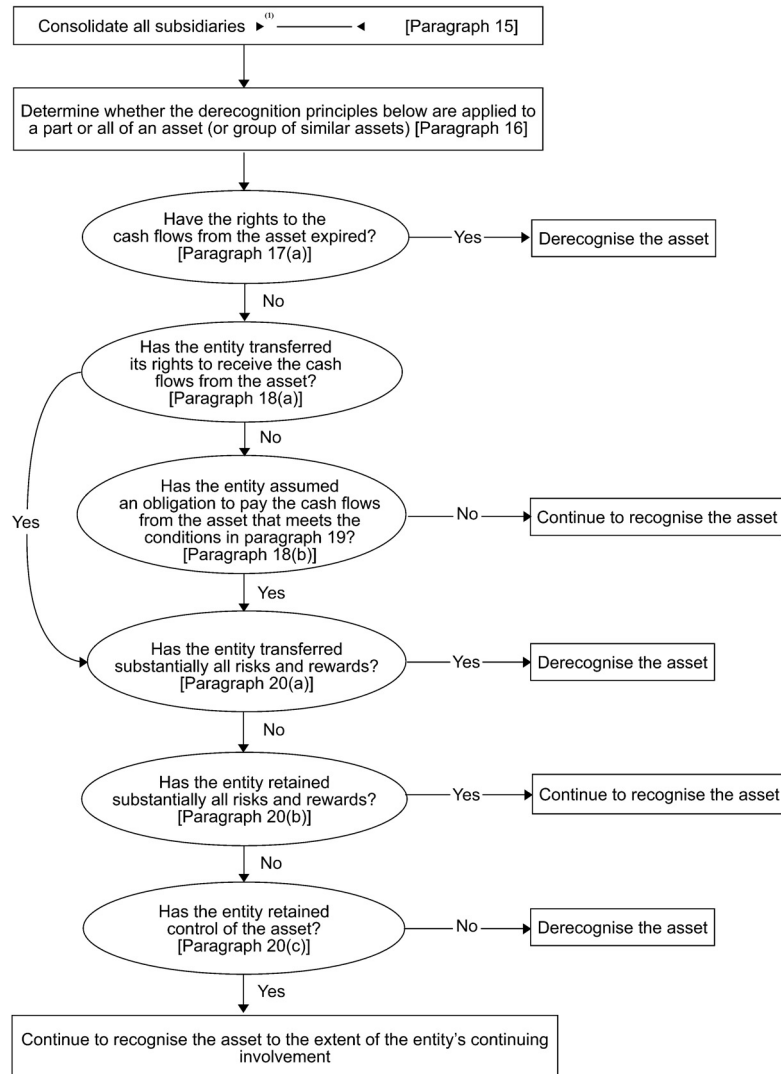 Consolidate all subsidiaries (1) [Paragraph 15]
Determine whether the derecognition principles below are applied to
a part or all of an asset (or group of similar assets) [Paragraph 16]
Have the rights to the
cash flows from the asset expired?
[Paragraph 17(a)]
Yes
Derecognise the asset
No
Has the entity transferred
its rights to receive the cash
flows from the asset?
[Paragraph 18(a)]
Yes
No
Has the entity assumed
an obligation to pay the cash flows
from the asset that meets the
conditions in paragraph 19?
[Paragraph 18(b)]
No
Continue to recognise the asset
Yes
Has the entity transferred
substantially all risks and rewards?
[Paragraph 20(a)]
Yes
Derecognise the asset
No
Has the entity retained
substantially all risks and rewards?
[Paragraph 20(b)]
Yes
Continue to recognise the asset
No
Has the entity retained
control of the asset?
[Paragraph 20(c)]
No
Derecognise the asset
Yes
Continue to recognise the asset to the extent of the entity's continuing
involvement